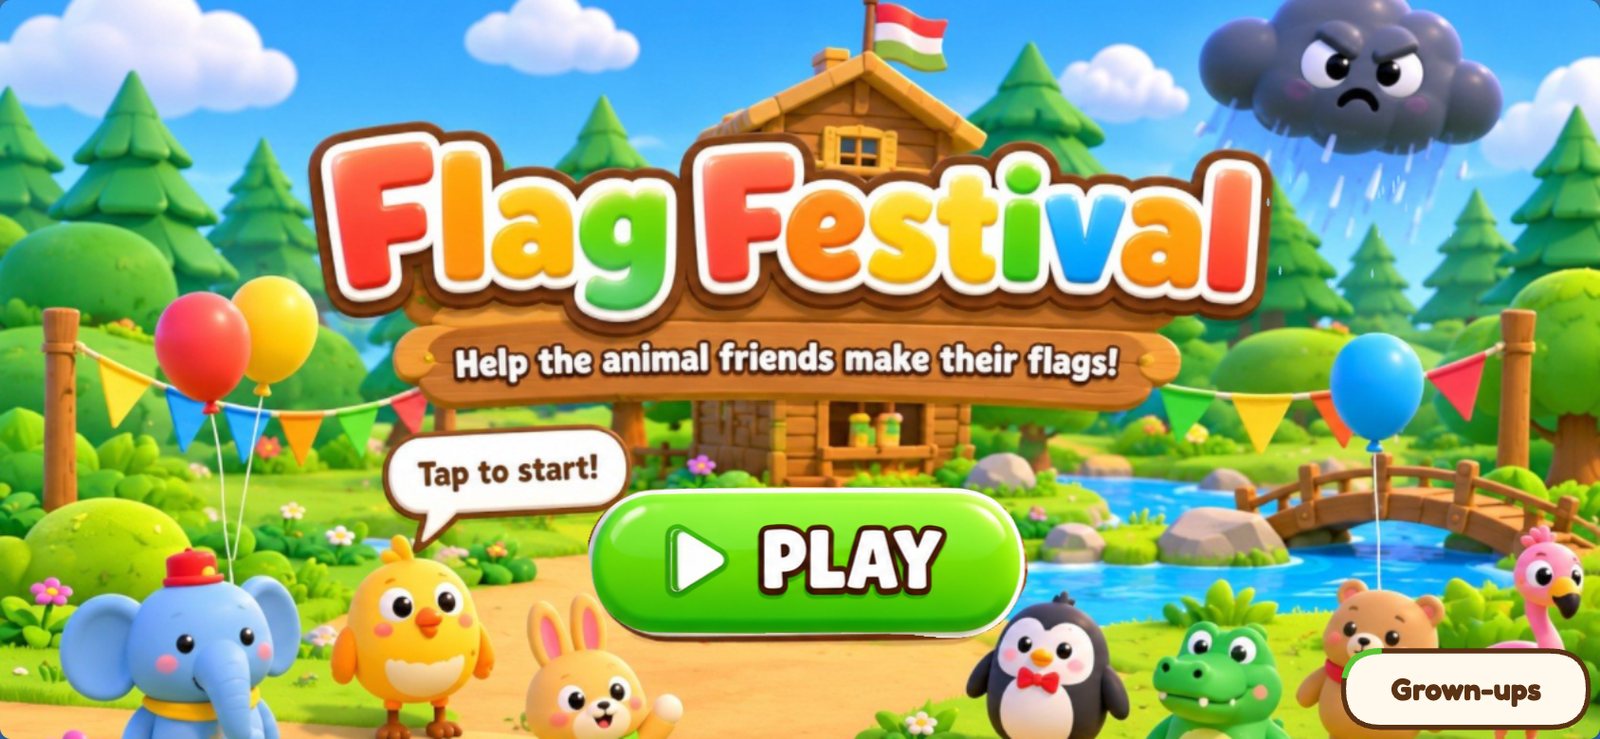 Flag Festival
Help the animal friends make their flags!
Tap to start!
PLAY
Grown-ups